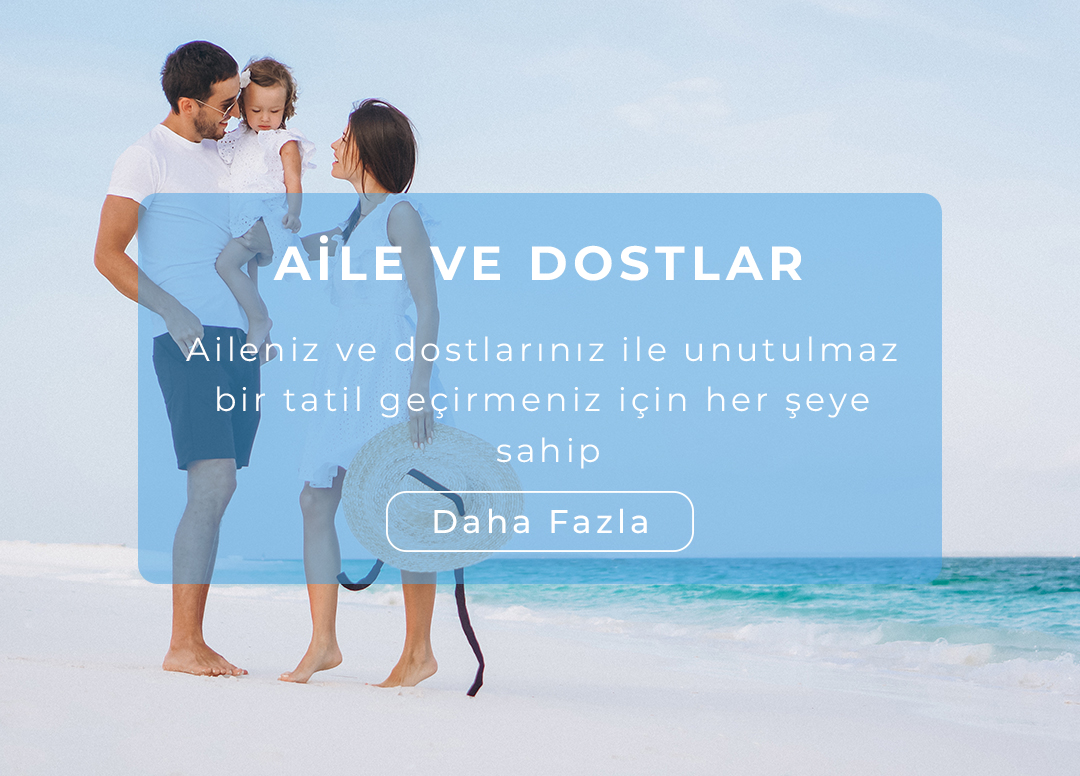 AİLE VE DOSTLAR
Aileniz ve dostlarınız ile unutulmaz
bir tatil geçirmeniz için her şeye
sahip
Daha Fazla